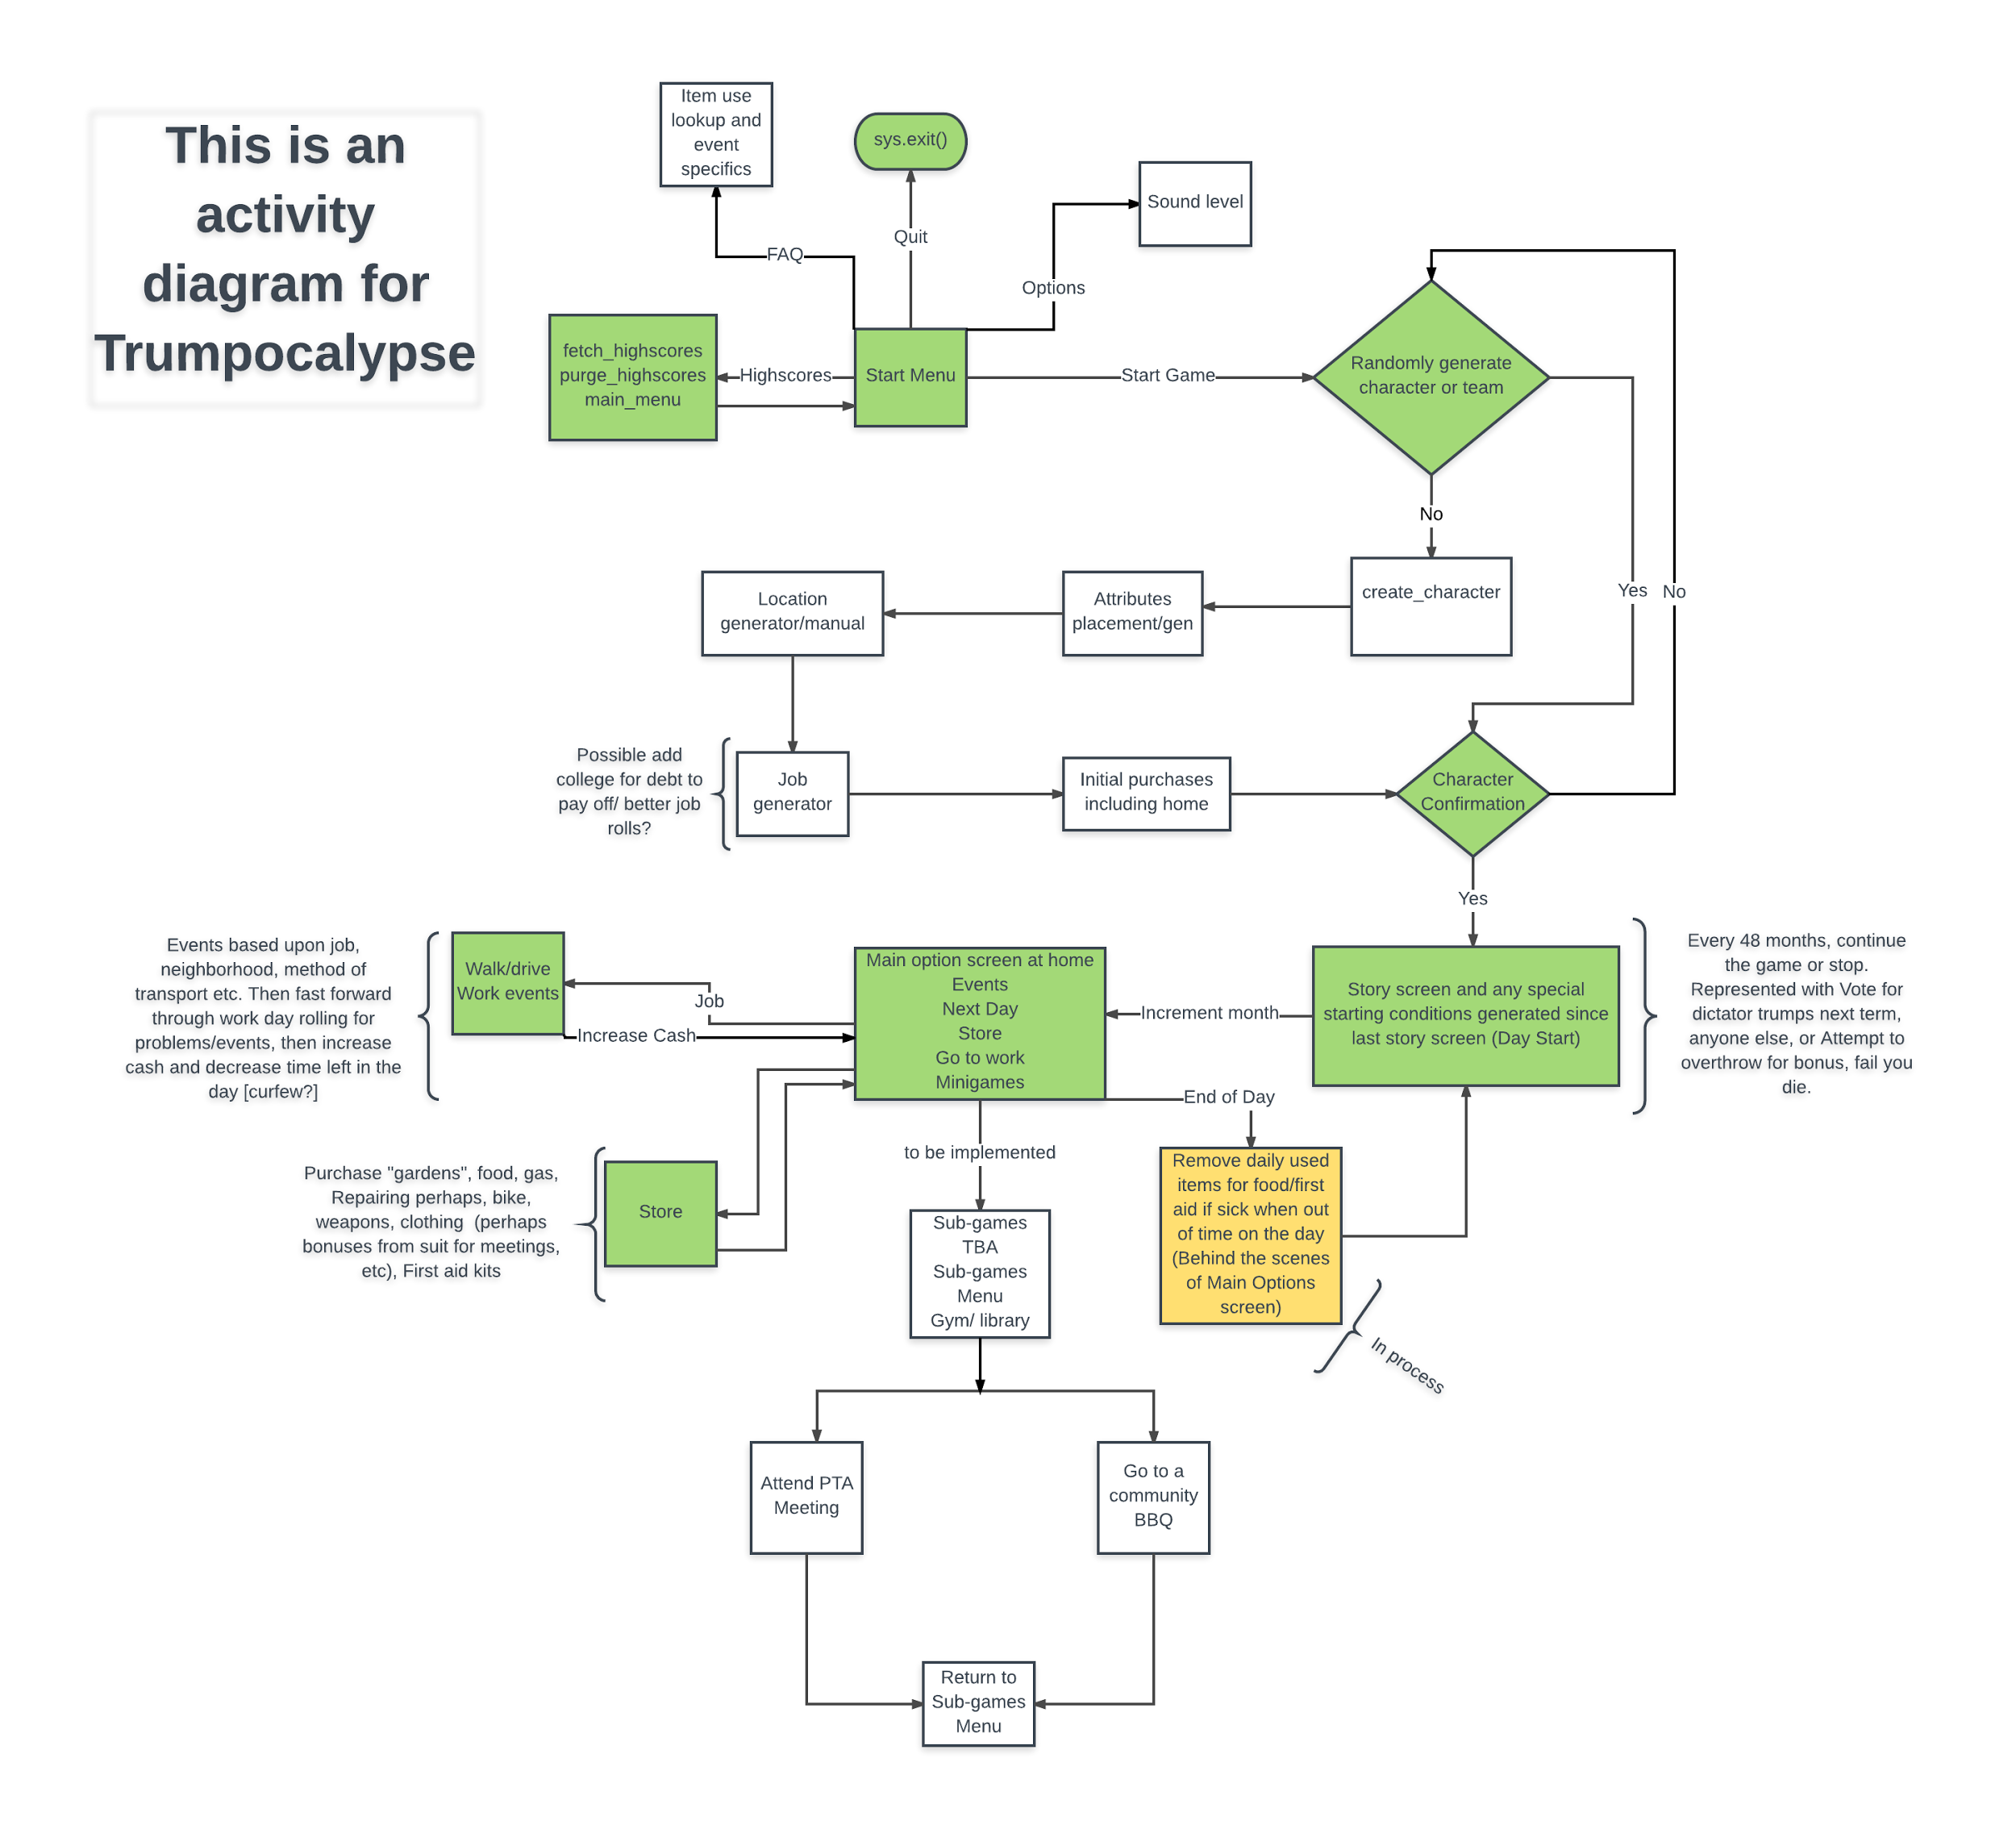 This is an
activity
diagram for
Trumpocalypse
Item use
lookup and
event
specifics
sys.exit()
Sound level
Quit
FAQ
Options
fetch_highscores
purge_highscores
main_menu
Highscores
Start Menu
Start Game
Randomly generate
character or team
No
Yes
No
create_character
Attributes
placement/gen
Location
generator/manual
Possible add
college for debt to
pay off/ better job
rolls?
Job
generator
Initial purchases
including home
Character
Confirmation
Yes
Events based upon job,
neighborhood, method of
transport etc. Then fast forward
through work day rolling for
problems/events, then increase
cash and decrease time left in the
day [curfew?]
Walk/drive
Work events
Job
Increase Cash
Main option screen at home
Events
Next Day
Store
Go to work
Minigames
Increment month
Story screen and any special
starting conditions generated since
last story screen (Day Start)
Every 48 months, continue
the game or stop.
Represented with Vote for
dictator trumps next term,
anyone else, or Attempt to
overthrow for bonus, fail you
die.
End of Day
to be implemented
Purchase "gardens", food, gas,
Repairing perhaps, bike,
weapons, clothing  (perhaps
bonuses from suit for meetings,
etc), First aid kits
Store
Sub-games
TBA
Sub-games
Menu
Gym/ library
Remove daily used
items for food/first
aid if sick when out
of time on the day
(Behind the scenes
of Main Options
screen)
In process
Attend PTA
Meeting
Go to a
community
BBQ
Return to
Sub-games
Menu